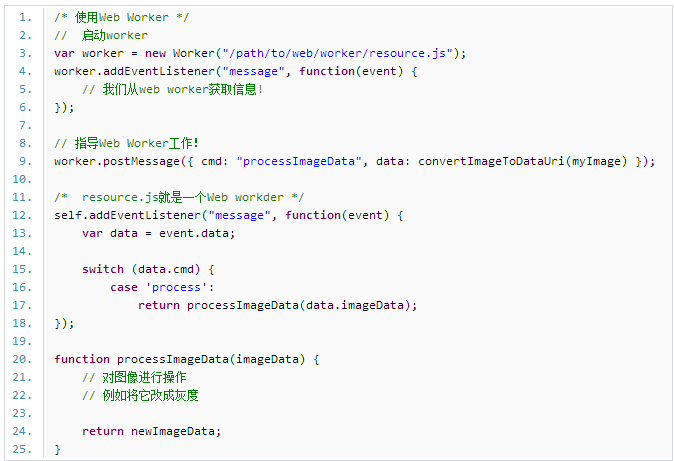 1. /* 使用Web Worker */
2. //  启动worker
3. var worker = new Worker("/path/to/web/worker/resource.js");
4. worker.addEventListener("message", function(event) {
5.     // 我们从web worker获取信息!
6. });
7.
8. // 指导Web Worker工作!
9. worker.postMessage({ cmd: "processImageData", data: convertImageToDataUri(myImage) });
10.
11. /*  resource.js就是一个Web workder */
12. self.addEventListener("message", function(event) {
13.     var data = event.data;
14.
15.     switch (data.cmd) {
16.         case 'process':
17.             return processImageData(data.imageData);
18. });
19.
20. function processImageData(imageData) {
21.     // 对图像进行操作
22.     // 例如将它改成灰度
23.
24.     return newImageData;
25. }